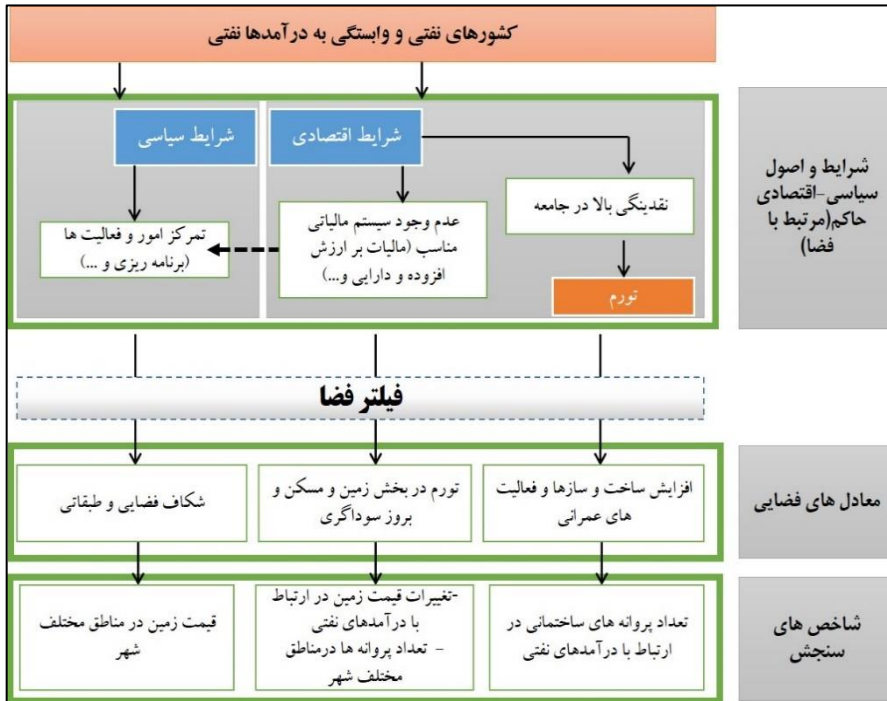 کشورهای نفتی و وابستگی به درآمدها نفتی
شرایط و اصول
سیاسی-اقتصادی
حاکم(مرتبط با
فضا)
شرایط اقتصادی
شرایط سیاسی
نقدینگی بالا در جامعه
عدم وجود سیستم مالیاتی
مناسب (مالیات بر ارزش
افزوده و دارایی و...)
تمرکز امور و فعالیت ها
(برنامه ریزی و ...)
تورم
فیلتر فضا
معادل های فضایی
افزایش ساخت و سازها و فعالیت
های عمرانی
تورم در بخش زمین و مسکن و
بروز سوداگری
شکاف فضایی و طبقاتی
شاخص های
سنجش
تعداد پروانه های ساختمانی در
ارتباط با درآمدهای نفتی
-تغییرات قیمت زمین در ارتباط
با درآمدهای نفتی
- تعداد پروانه ها درمناطق
مختلف شهر
قیمت زمین در مناطق مختلف
شهر